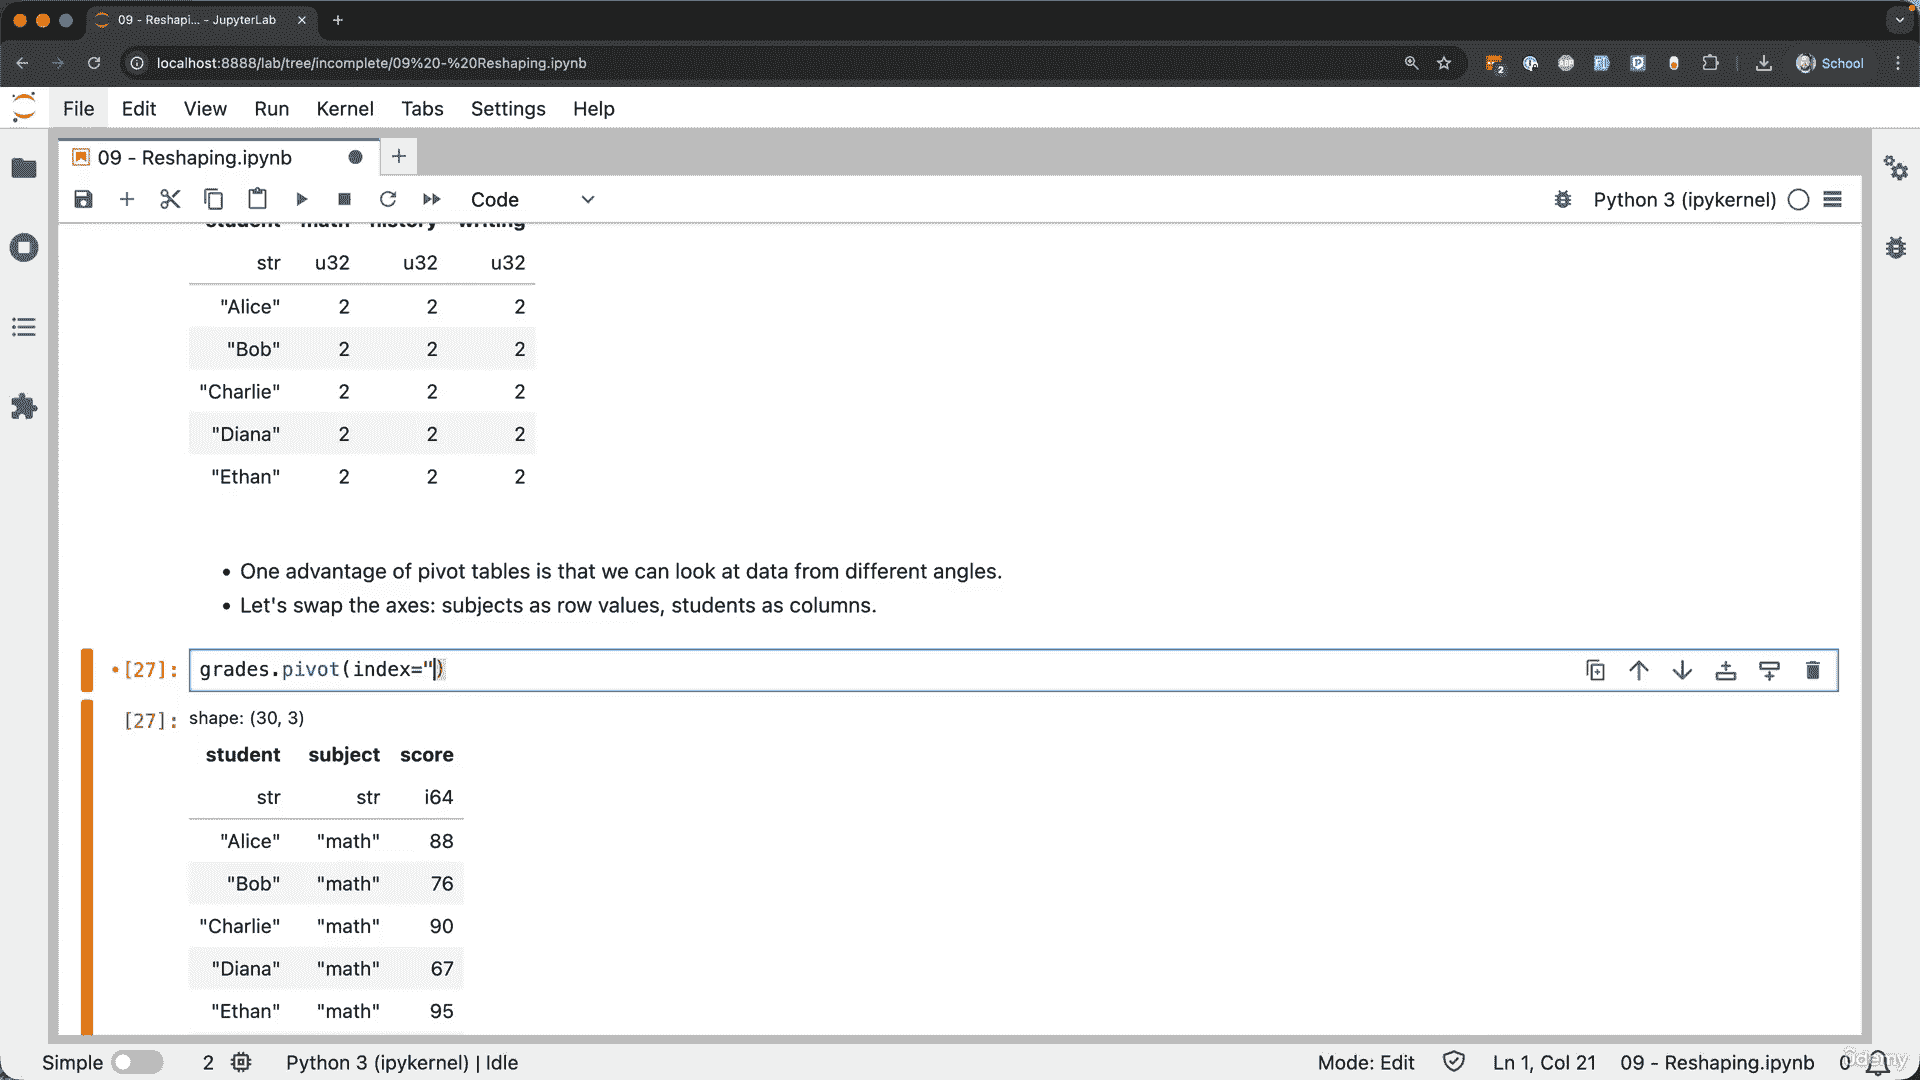 09 - Reshapi... - JupyterLab
localhost:8888/lab/tree/incomplete/09%20-%20Reshaping.ipynb
2
School
File Edit View Run Kernel Tabs Settings Help
09 - Reshaping.ipynb
Code
Python 3 (ipykernel)
student math history writing
str u32 u32 u32
"Alice" 2 2 2
"Bob" 2 2 2
"Charlie" 2 2 2
"Diana" 2 2 2
"Ethan" 2 2 2
• One advantage of pivot tables is that we can look at data from different angles.
• Let's swap the axes: subjects as row values, students as columns.
[27]: grades.pivot(index=")
[27]: shape: (30, 3)
student subject score
str str i64
"Alice" "math" 88
"Bob" "math" 76
"Charlie" "math" 90
"Diana" "math" 67
"Ethan" "math" 95
Simple 2 Python 3 (ipykernel) | Idle Mode: Edit Ln 1, Col 21 09 - Reshaping.ipynb 0
Udemy